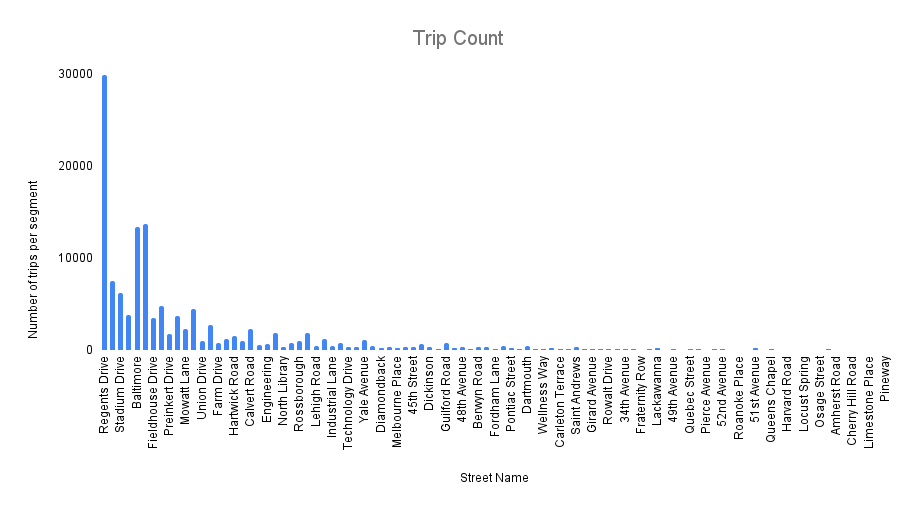 Trip Count
Number of trips per segment
30000
20000
10000
0
Regents Drive
Stadium Drive
Baltimore
Fieldhouse Drive
Preinkert Drive
Mowatt Lane
Union Drive
Farm Drive
Hartwick Road
Calvert Road
Engineering
North Library
Rossborough
Lehigh Road
Industrial Lane
Technology Drive
Yale Avenue
Diamondback
Melbourne Place
45th Street
Dickinson
Guilford Road
48th Avenue
Berwyn Road
Fordham Lane
Pontiac Street
Dartmouth
Wellness Way
Carleton Terrace
Saint Andrews
Girard Avenue
Rowalt Drive
34th Avenue
Fraternity Row
Lackawanna
49th Avenue
Quebec Street
Pierce Avenue
52nd Avenue
Roanoke Place
51st Avenue
Queens Chapel
Harvard Road
Locust Spring
Osage Street
Amherst Road
Cherry Hill Road
Limestone Place
Pineway
Street Name